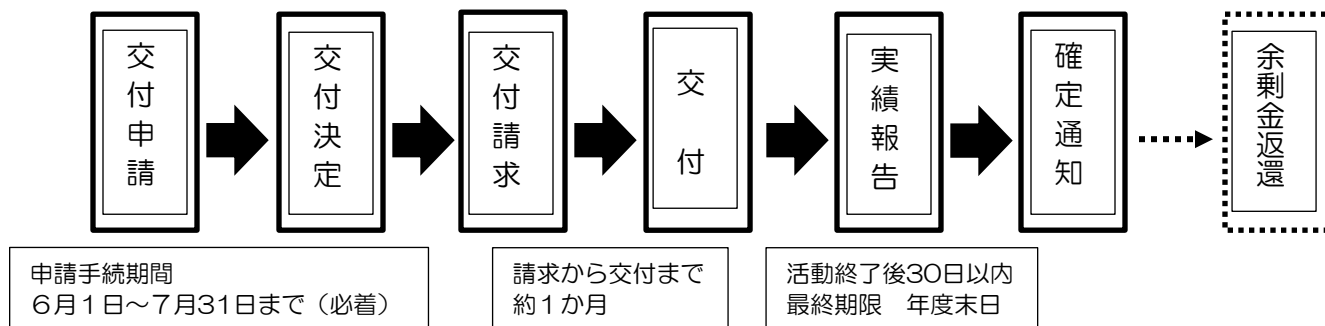 交付申請
交付決定
交付請求
交付
実績報告
確定通知
余剰金返還
申請手続期間
６月１日～７月31日まで（必着）
請求から交付まで
約１か月
活動終了後30日以内
最終期限　年度末日